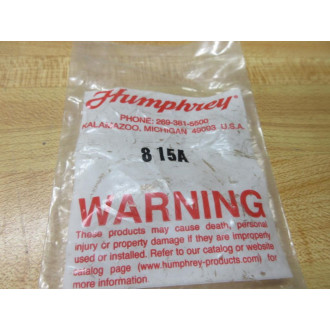 Humphrey
PHONE: 269-381-5500
KALAMAZOO, MICHIGAN 49003 U.S.A
8 15A
WARNING
These products may cause death, personal
injury or property damage if they are improperly
used or installed. Refer to our catalog or website
catalog page (www.humphrey-products.com) for
more information